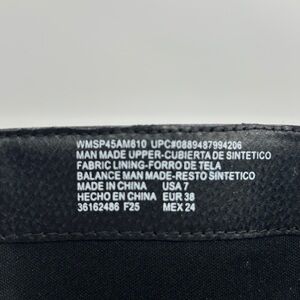 WMSP45AM810 UPC#0889487994206
MAN MADE UPPER-CUBIERTA DE SINTETICO
FABRIC LINING-FORRO DE TELA
BALANCE MAN MADE-RESTO SINTETICO
MADE IN CHINA USA 7
HECHO EN CHINA EUR 38
36162486 F25 MEX 24